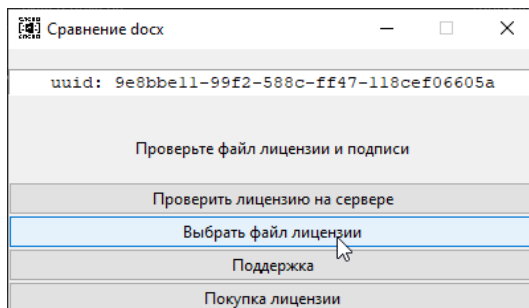 Сравнение docx
uuid: 9e8bbe11-99f2-588c-ff47-118cef06605a
Проверьте файл лицензии и подписи
Проверить лицензию на сервере
Выбрать файл лицензии
Поддержка
Покупка лицензии